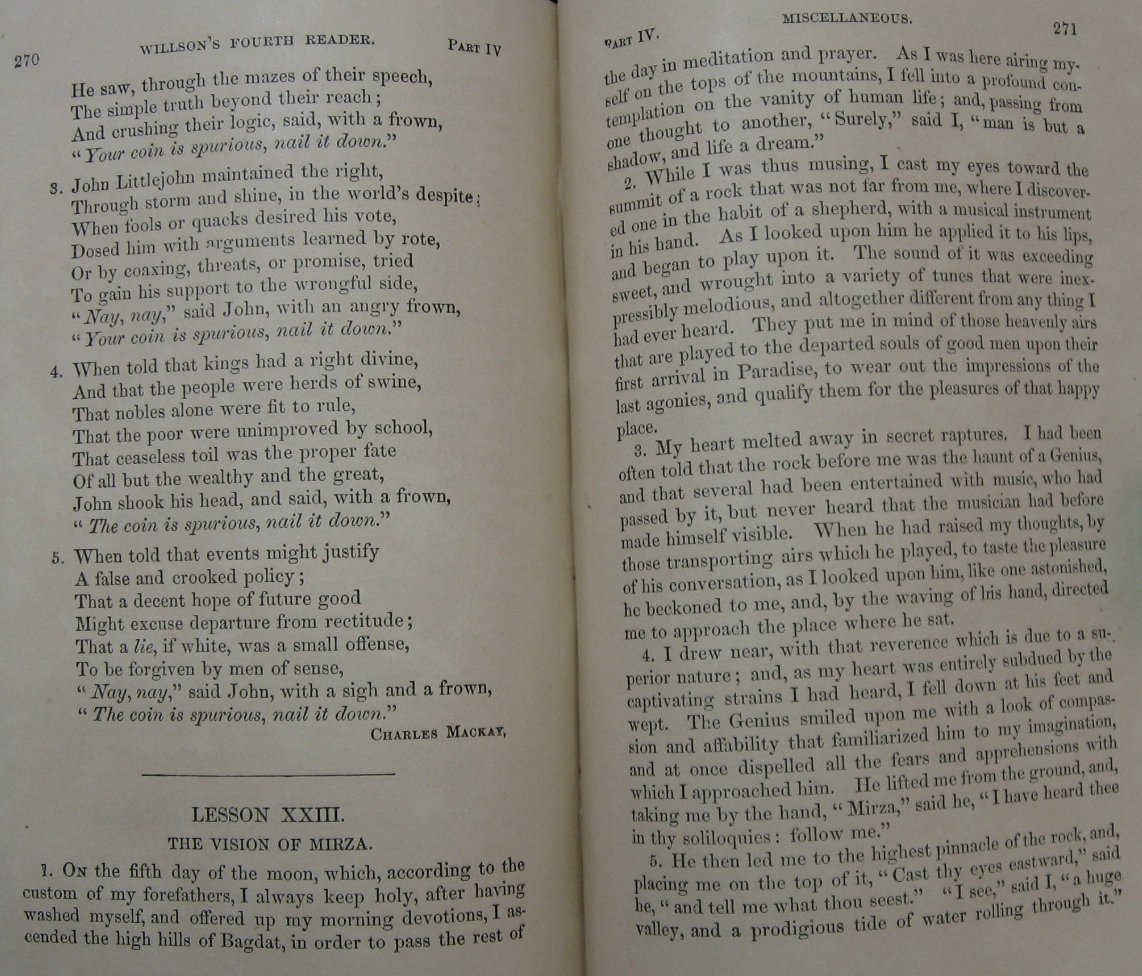 270
WILLSON'S FOURTH READER.
PART IV
He saw, through the mazes of their speech,
The simple truth beyond their reach;
And crushing their logic, said, with a frown,
"Your coin is spurious, nail it down."
3. John Littlejohn maintained the right,
Through storm and shine, in the world's despite;
When fools or quacks desired his vote,
Dosed him with arguments learned by rote,
Or by coaxing, threats, or promise, tried
To gain his support to the wrongful side,
"Nay, nay," said John, with an angry frown,
"Your coin is spurious, nail it down."
4. When told that kings had a right divine,
And that the people were herds of swine,
That nobles alone were fit to rule,
That the poor were unimproved by school,
That ceaseless toil was the proper fate
Of all but the wealthy and the great,
John shook his head, and said, with a frown,
"The coin is spurious, nail it down."
5. When told that events might justify
A false and crooked policy;
That a decent hope of future good
Might excuse departure from rectitude;
That a lie, if white, was a small offense,
To be forgiven by men of sense,
"Nay, nay," said John, with a sigh and a frown,
"The coin is spurious, nail it down."
CHARLES MACKAY,
LESSON XXIII.
THE VISION OF MIRZA.
1. ON the fifth day of the moon, which, according to the
custom of my forefathers, I always keep holy, after having
washed myself, and offered up my morning devotions, I as-
cended the high hills of Bagdat, in order to pass the rest of
PART IV.
MISCELLANEOUS.
271
the day in meditation and prayer. As I was here airing my-
self on the tops of the mountains, I fell into a profound con-
templation on the vanity of human life; and, passing from
one thought to another, "Surely," said I, "man is but a
shadow, and life a dream."
2. While I was thus musing, I cast my eyes toward the
summit of a rock that was not far from me, where I discover-
ed one in the habit of a shepherd, with a musical instrument
in his hand. As I looked upon him he applied it to his lips,
and began to play upon it. The sound of it was exceeding
sweet, and wrought into a variety of tunes that were inex-
pressibly melodious, and altogether different from any thing I
had ever heard. They put me in mind of those heavenly airs
that are played to the departed souls of good men upon their
first arrival in Paradise, to wear out the impressions of the
last agonies, and qualify them for the pleasures of that happy
place.
3. My heart melted away in secret raptures. I had been
often told that the rock before me was the haunt of a Genius,
and that several had been entertained with music, who had
passed by it, but never heard that the musician had before
made himself visible. When he had raised my thoughts, by
those transporting airs which he played, to taste the pleasure
of his conversation, as I looked upon him, like one astonished,
he beckoned to me, and, by the waving of his hand, directed
me to approach the place where he sat.
4. I drew near, with that reverence which is due to a su-
perior nature; and, as my heart was entirely subdued by the
captivating strains I had heard, I fell down at his feet and
wept. The Genius smiled upon me with a look of compas-
sion and affability that familiarized him to my imagination,
and at once dispelled all the fears and apprehensions with
which I approached him. He lifted me from the ground, and,
taking me by the hand, "Mirza," said he, "I have heard thee
in thy soliloquies: follow me."
5. He then led me to the highest pinnacle of the rock, and,
placing me on the top of it, "Cast thy eyes eastward," said
he, "and tell me what thou seest." "I see," said I, "a huge
valley, and a prodigious tide of water rolling through it."